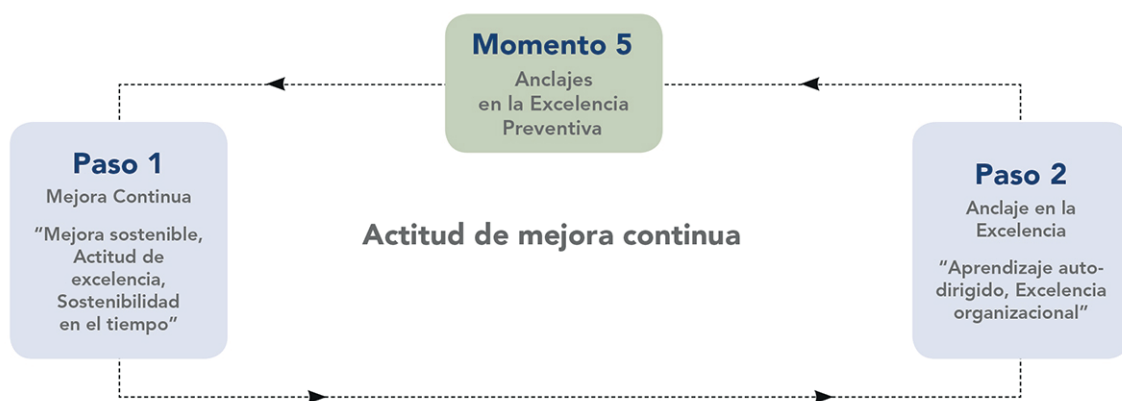 Momento 5
Anclajes
en la Excelencia
Preventiva
Paso 1
Mejora Continua
“Mejora sostenible,
Actitud de
excelencia,
Sostenibilidad
en el tiempo”
Actitud de mejora continua
Paso 2
Anclaje en la
Excelencia
“Aprendizaje auto-
dirigido, Excelencia
organizacional”